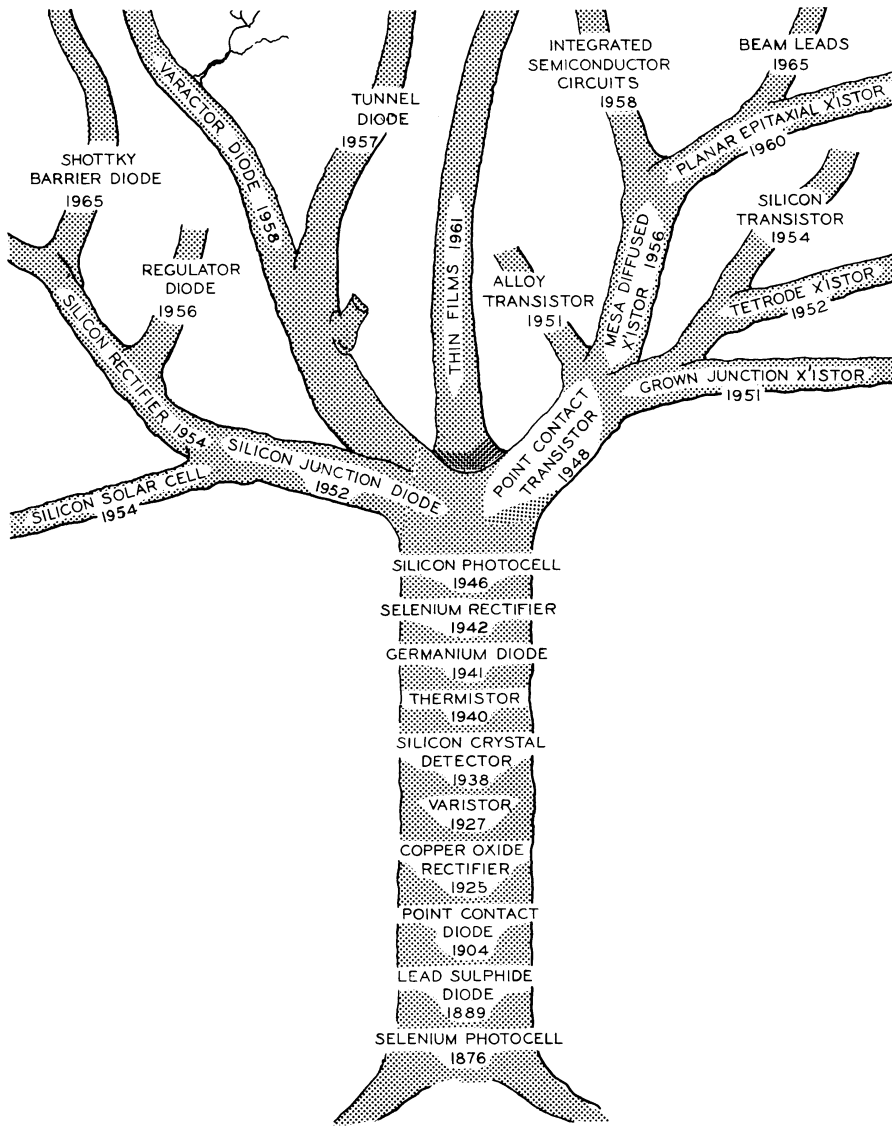 INTEGRATED
SEMICONDUCTOR
CIRCUITS
1958
BEAM LEADS
1965
VARACTOR DIODE 1958
TUNNEL
DIODE
1957
PLANAR EPITAXIAL XISTOR
1960
SHOTTKY
BARRIER DIODE
1965
SILICON
TRANSISTOR
1954
REGULATOR
DIODE
1956
THIN FILMS 1961
ALLOY
TRANSISTOR
1951
MESA DIFFUSED
X'ISTOR 1956
TETRODE X'ISTOR
1952
SILICON RECTIFIER 1954
GROWN JUNCTION X'ISTOR
1951
POINT CONTACT
TRANSISTOR
1948
SILICON JUNCTION DIODE
1952
SILICON SOLAR CELL
1954
SILICON PHOTOCELL
1946
SELENIUM RECTIFIER
1942
GERMANIUM DIODE
1941
THERMISTOR
1940
SILICON CRYSTAL
DETECTOR
1938
VARISTOR
1927
COPPER OXIDE
RECTIFIER
1925
POINT CONTACT
DIODE
1904
LEAD SULPHIDE
DIODE
1889
SELENIUM PHOTOCELL
1876